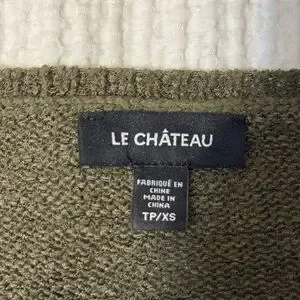 LE CHÂTEAU
FABRIQUÉ EN
CHINE
MADE IN
CHINA
TP/XS